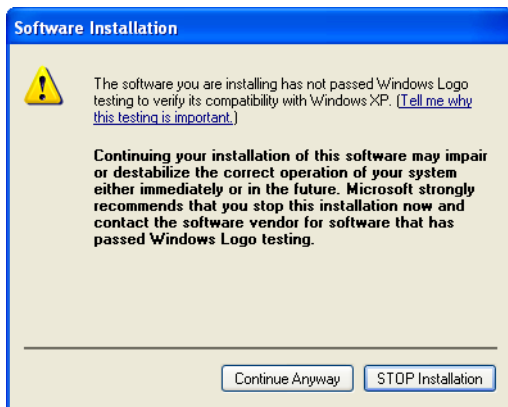 Software Installation
The software you are installing has not passed Windows Logo
testing to verify its compatibility with Windows XP. (Tell me why
this testing is important.)
Continuing your installation of this software may impair
or destabilize the correct operation of your system
either immediately or in the future. Microsoft strongly
recommends that you stop this installation now and
contact the software vendor for software that has
passed Windows Logo testing.
Continue Anyway
STOP Installation